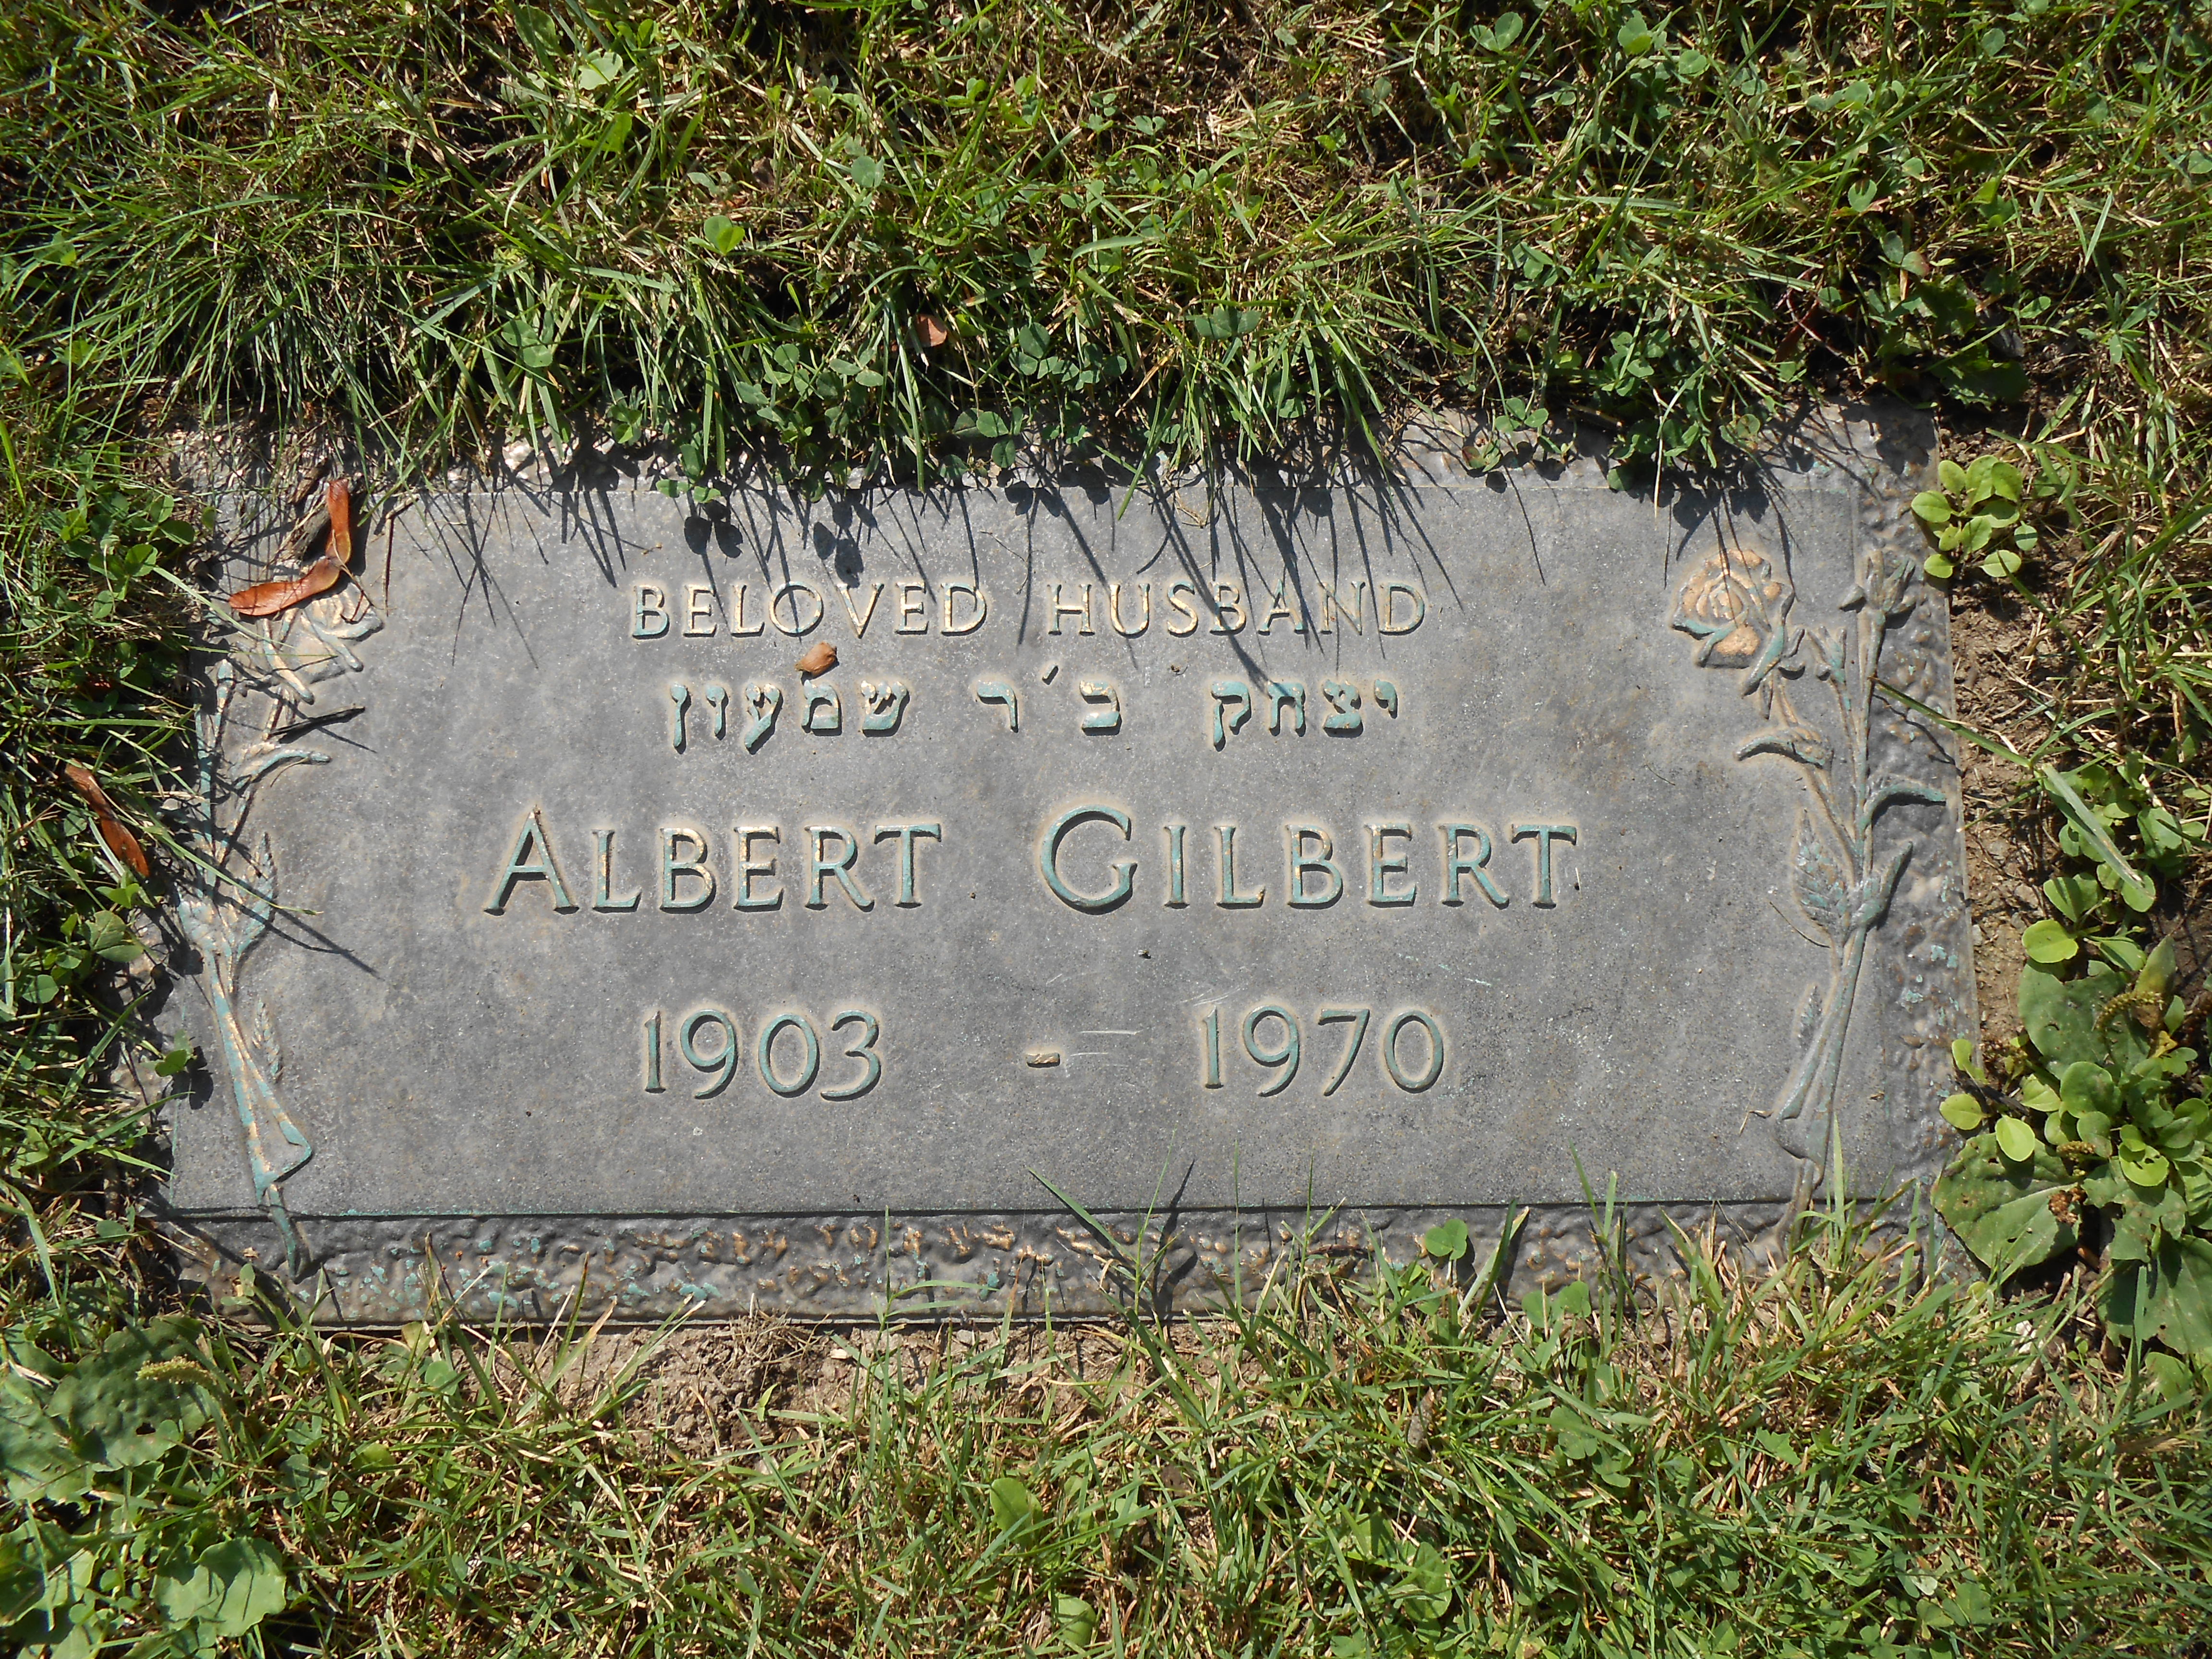 BELOVED HUSBAND
יצחק ב'ר שמעון
ALBERT GILBERT
1903 - 1970